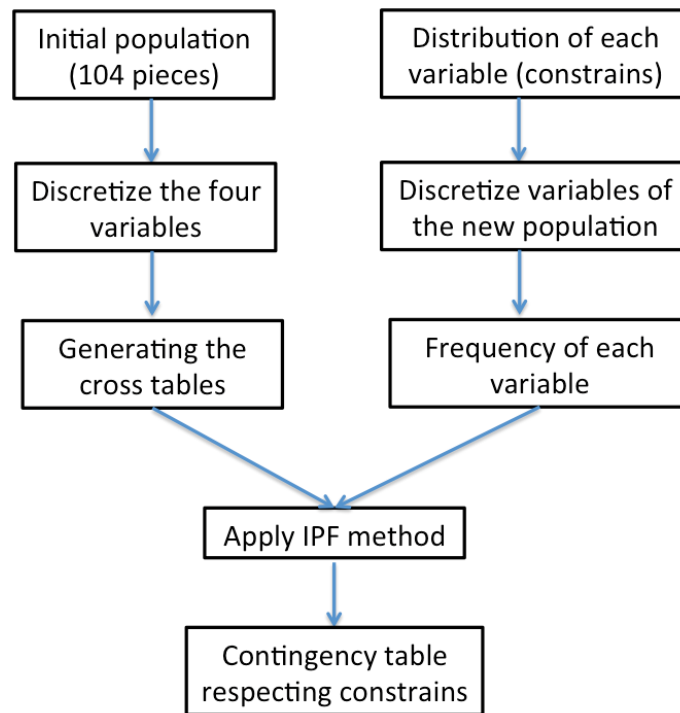 Initial population
(104 pieces)
Distribution of each
variable (constrains)
Discretize the four
variables
Discretize variables of
the new population
Generating the
cross tables
Frequency of each
variable
Apply IPF method
Contingency table
respecting constrains